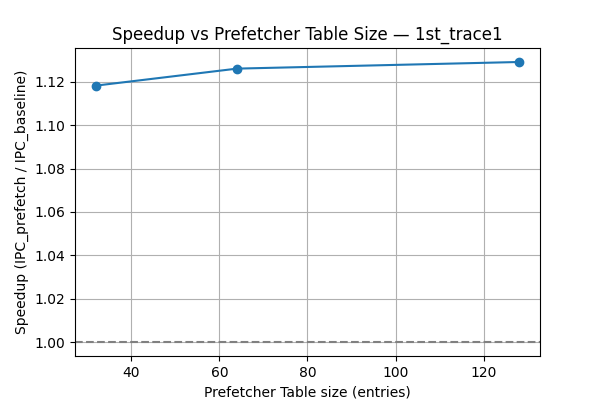 Speedup vs Prefetcher Table Size — 1st_trace1
Speedup (IPC_prefetch / IPC_baseline)
1.12
1.10
1.08
1.06
1.04
1.02
1.00
40 60 80 100 120
Prefetcher Table size (entries)